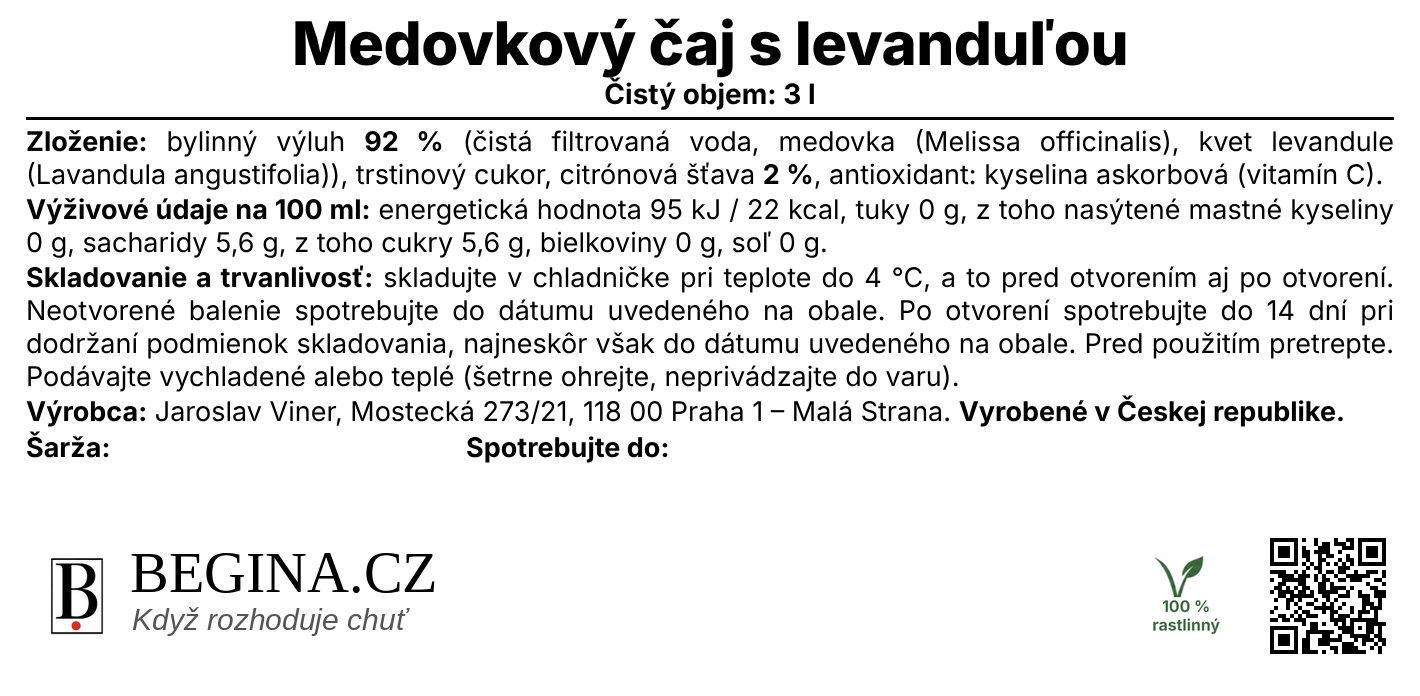 Medovkový čaj s levanduľou
Čistý objem: 3 l
Zloženie: bylinný výluh 92 % (čistá filtrovaná voda, medovka (Melissa officinalis), kvet levandule
(Lavandula angustifolia)), trstinový cukor, citrónová šťava 2 %, antioxidant: kyselina askorbová (vitamín C).
Výživové údaje na 100 ml: energetická hodnota 95 kJ / 22 kcal, tuky 0 g, z toho nasýtené mastné kyseliny
0 g, sacharidy 5,6 g, z toho cukry 5,6 g, bielkoviny 0 g, soľ 0 g.
Skladovanie a trvanlivosť: skladujte v chladničke pri teplote do 4 °C, a to pred otvorením aj po otvorení.
Neotvorené balenie spotrebujte do dátumu uvedeného na obale. Po otvorení spotrebujte do 14 dní pri
dodržaní podmienok skladovania, najneskôr však do dátumu uvedeného na obale. Pred použitím pretrepte.
Podávajte vychladené alebo teplé (šetrne ohrejte, neprivádzajte do varu).
Výrobca: Jaroslav Viner, Mostecká 273/21, 118 00 Praha 1 – Malá Strana. Vyrobené v Českej republike.
Šarža: Spotrebujte do:
B BEGINA.CZ
Když rozhoduje chuť
100 %
rastlinný